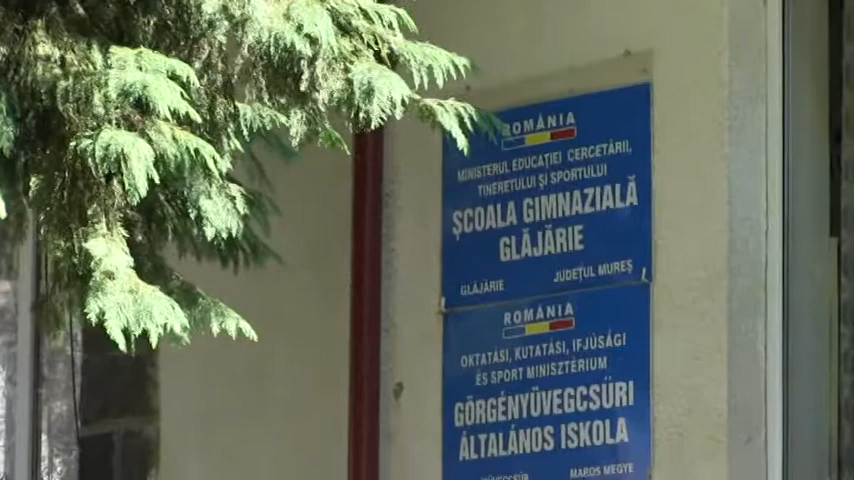 ROMÂNIA
MINISTERUL EDUCAȚIEI CERCETĂRII,
TINERETULUI ȘI SPORTULUI
ȘCOALA GIMNAZIALĂ
GLĂJĂRIE
GLĂJĂRIE JUDEȚUL MUREȘ
ROMÂNIA
OKTATÁSI, KUTATÁSI, IFJÚSÁGI
ÉS SPORT MINISZTÉRIUM
GÖRGÉNYÜVEGCSŰRI
ÁLTALÁNOS ISKOLA
MAROS MEGYE